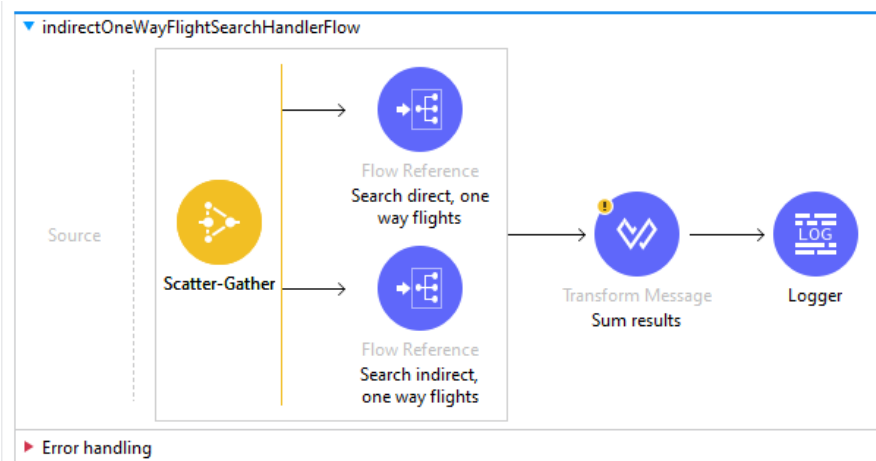 indirectOneWayFlightSearchHandlerFlow
Source
Scatter-Gather
Flow Reference
Search direct, one
way flights
Flow Reference
Search indirect,
one way flights
Transform Message
Sum results
LOG
Logger
Error handling